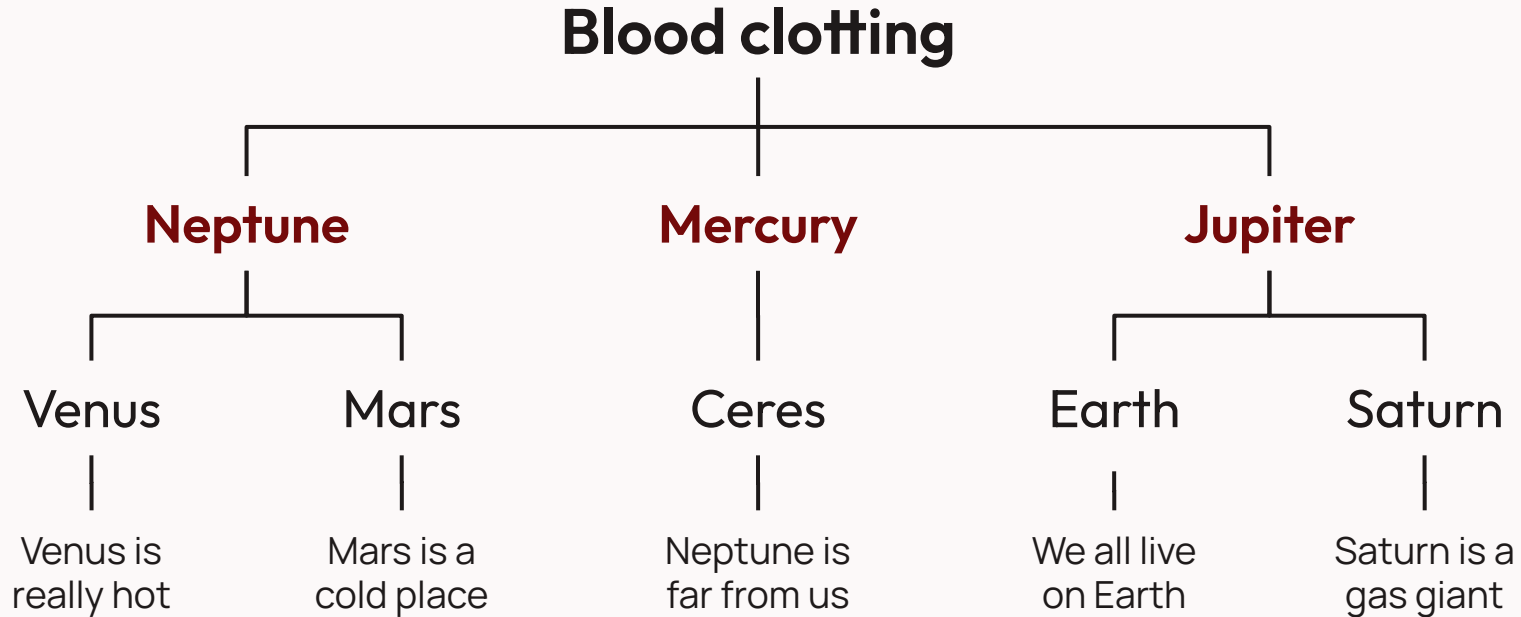 Blood clotting
Neptune
Mercury
Jupiter
Venus
Mars
Ceres
Earth
Saturn
Venus is
really hot
Mars is a
cold place
Neptune is
far from us
We all live
on Earth
Saturn is a
gas giant